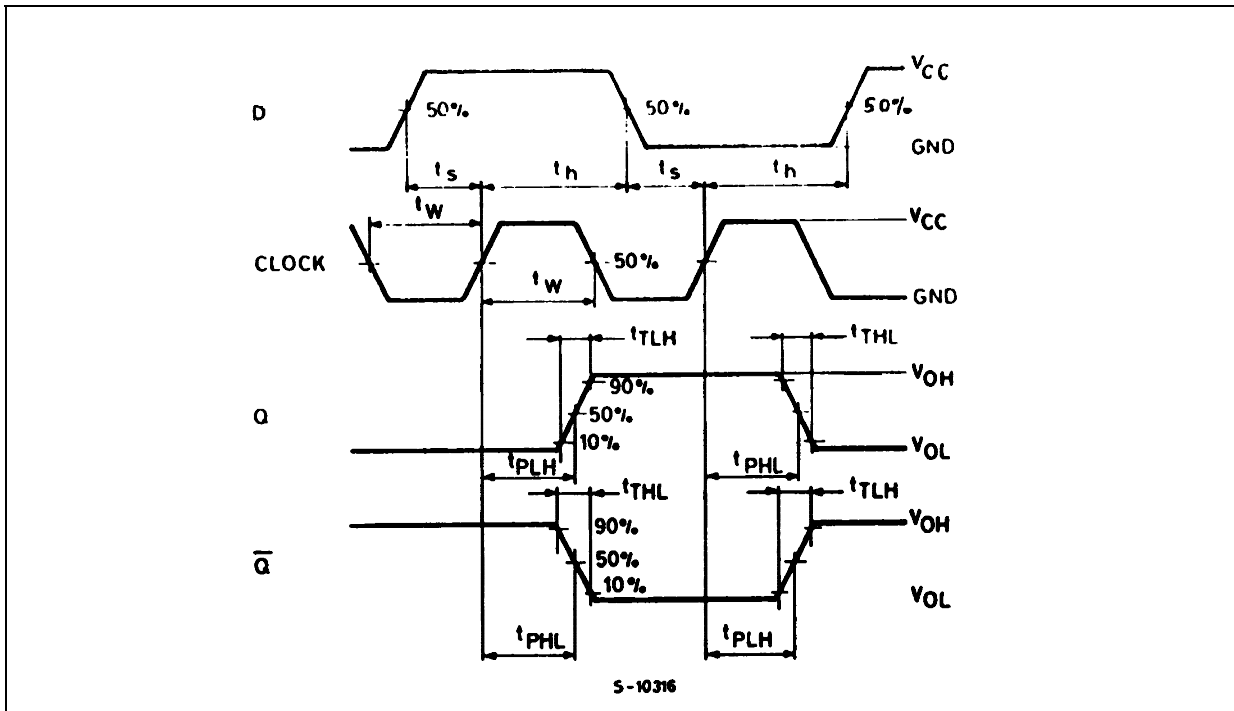 VCC
D
50%
50%
50%
GND
ts
th
ts
th
tW
VCC
CLOCK
50%
tW
GND
tTLH
tTHL
VOH
90%
Q
50%
10%
VOL
tPLH
tPHL
tTHL
tTLH
VOH
90%
Q̅
50%
10%
VOL
tPHL
tPLH
S-10316